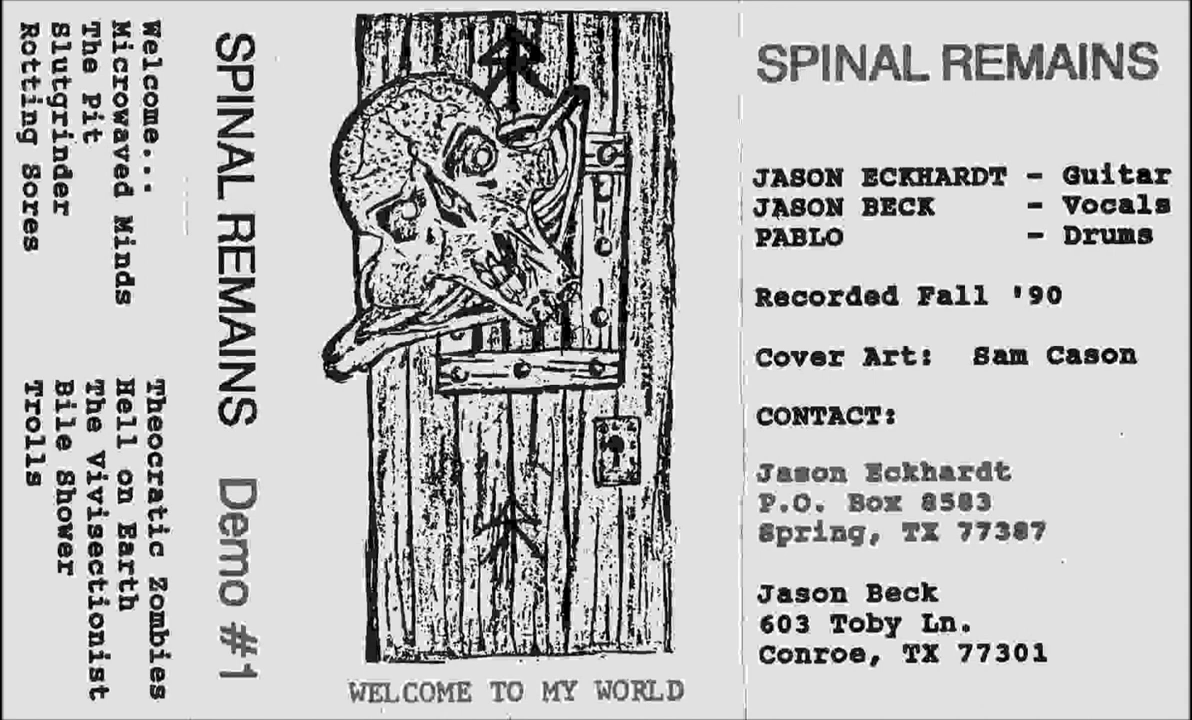 Welcome...
Microwaved Minds
The Pit
Slutgrinder
Rotting Sores
Theocratic Zombies
Hell on Earth
The Vivisectionist
Bile Shower
Trolls
SPINAL REMAINS Demo #1
WELCOME TO MY WORLD
SPINAL REMAINS
JASON ECKHARDT - Guitar
JASON BECK - Vocals
PABLO - Drums
Recorded Fall '90
Cover Art: Sam Cason
CONTACT:
Jason Eckhardt
P.O. Box 8583
Spring, TX 77387
Jason Beck
603 Toby Ln.
Conroe, TX 77301